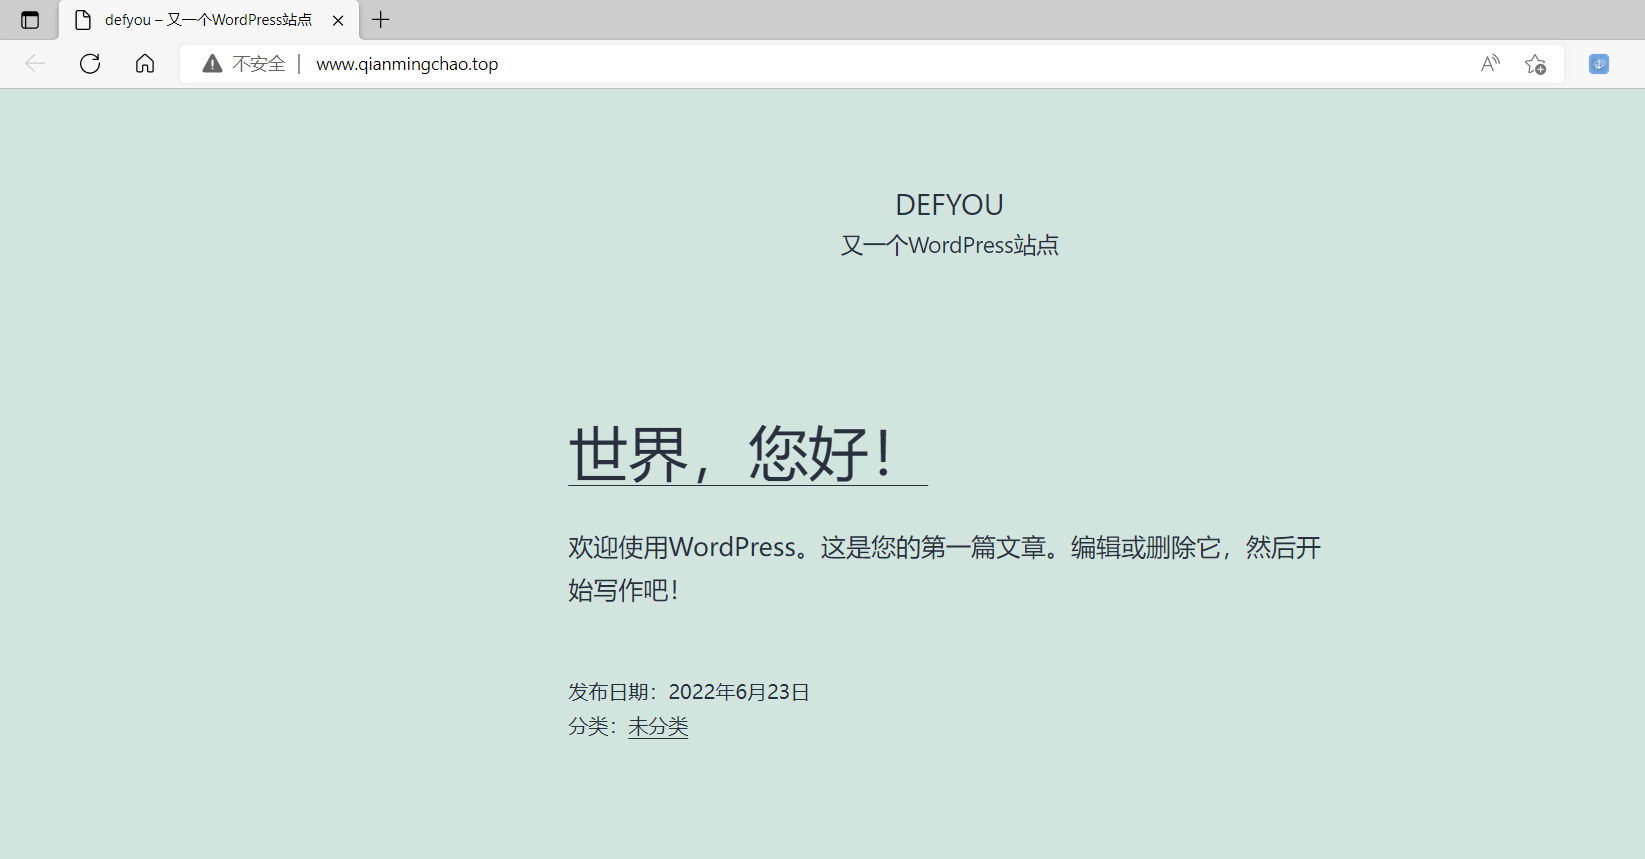 defyou – 又一个WordPress站点
不安全 | www.qianmingchao.top
DEFYOU
又一个WordPress站点
世界，您好！
欢迎使用WordPress。这是您的第一篇文章。编辑或删除它，然后开
始写作吧！
发布日期：2022年6月23日
分类：未分类